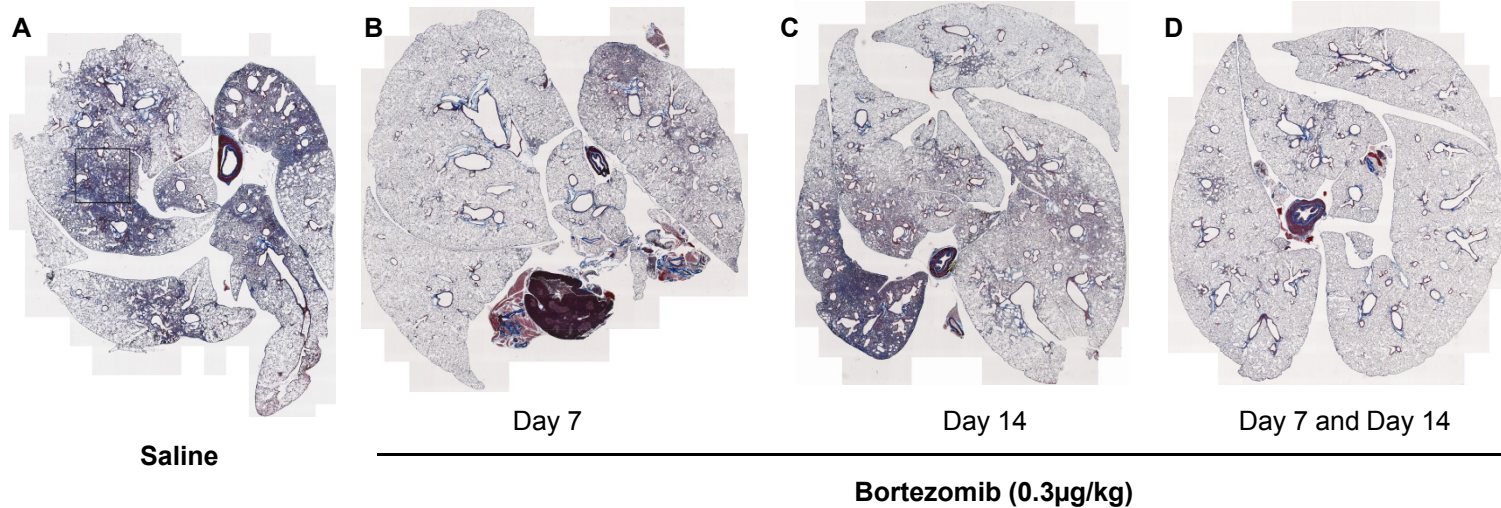 A
B
C
D
Day 7
Day 14
Day 7 and Day 14
Saline
Bortezomib (0.3µg/kg)